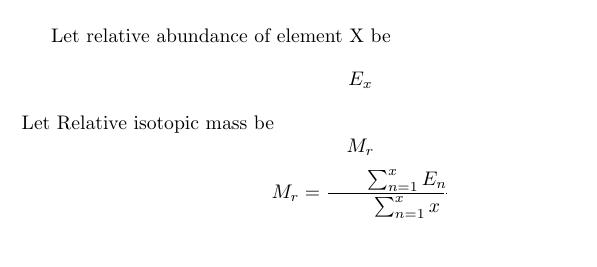 Let relative abundance of element X be
E_x
Let Relative isotopic mass be
M_r
M_r = \frac{\sum_{n=1}^{x} E_n}{\sum_{n=1}^{x} x}